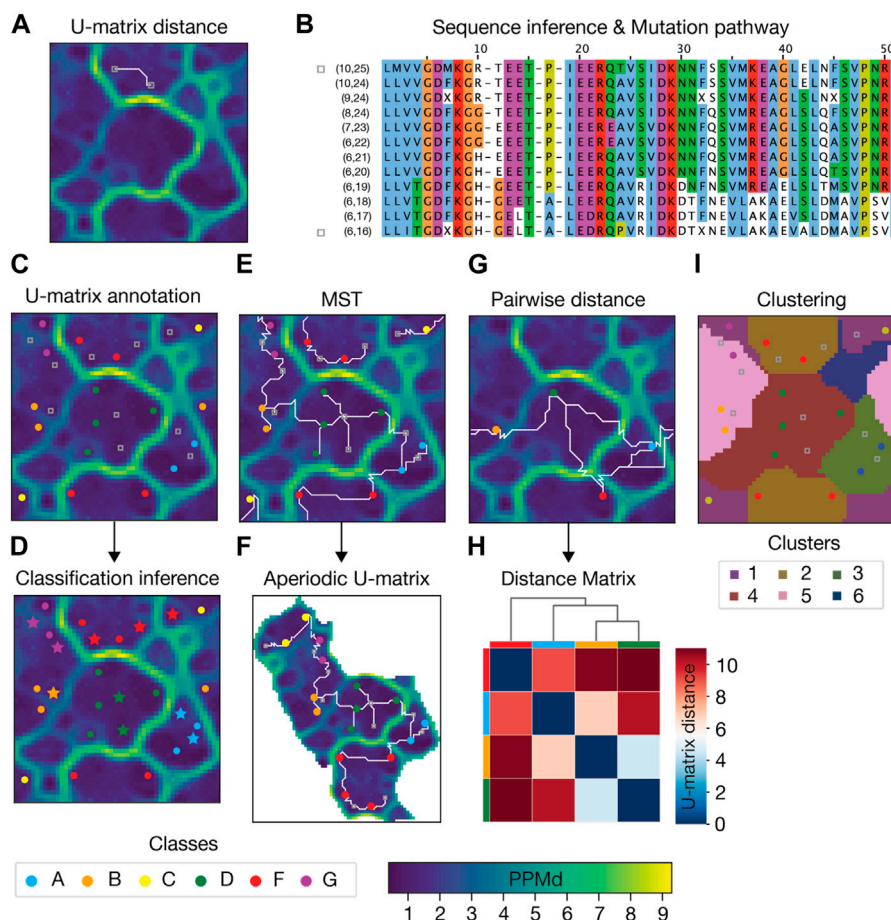 A
U-matrix distance
B
Sequence inference & Mutation pathway
10 20 30 40 50
(10,25) LMVVGDMKGR-TEET-P-IEERQTVSIDKNNFSSVMKEAGLELNFSVPNR
(10,24) LLVVGDFKGR-TEET-P-IEERQAVSIDKNNFSSVMKEAGLELNFSVPNR
(9,24) LLVVGDXKGR-TEET-P-IEERQAVSIDKNNXSSVMKEAGLSLNXSVPNR
(8,24) LLVVGDFKGG-TEET-P-IEERQAVSIDKNNFQSVMKEAGLSLQASVPNR
(7,23) LLVVGDFKGG-EEET-P-IEEREAVSVDKNNFQSVMREAGLSLQASVPNR
(6,22) LLVVGDFKGG-EEET-P-IEEREAVSVDKNNFQSVMREAGLSLQASVPNR
(6,21) LLVVGDFKGH-EEET-P-IEERQAVSVDKNNFQSVMREAGLSLQASVPNR
(6,20) LLVVGDFKGH-EEET-P-IEERQAVSVDKNNFNSVMREAGLSLQTSVPNR
(6,19) LLVTGDFKGH-GEET-P-LEERQAVRIDKDNFNSVMREAELSLTMSVPNR
(6,18) LLVTGDFKGH-GEET-A-LEEDRQAVRIDKDTFNEVLAKAELSLDMAVPSV
(6,17) LLVTGDFKGH-GELT-A-LEDRQAVRIDKDTFNEVLAKAEVSLDMAVPSV
(6,16) LLITGDXKGH-GELT-A-LEDRQPVRIDKDTXNEVLAKAEVALDMAVPSV
C
U-matrix annotation
E
MST
G
Pairwise distance
I
Clustering
Clusters
1 2 3
4 5 6
D
Classification inference
F
Aperiodic U-matrix
H
Distance Matrix
10
8
6
4
2
0
U-matrix distance
Classes
A B C D F G
PPMd
1 2 3 4 5 6 7 8 9